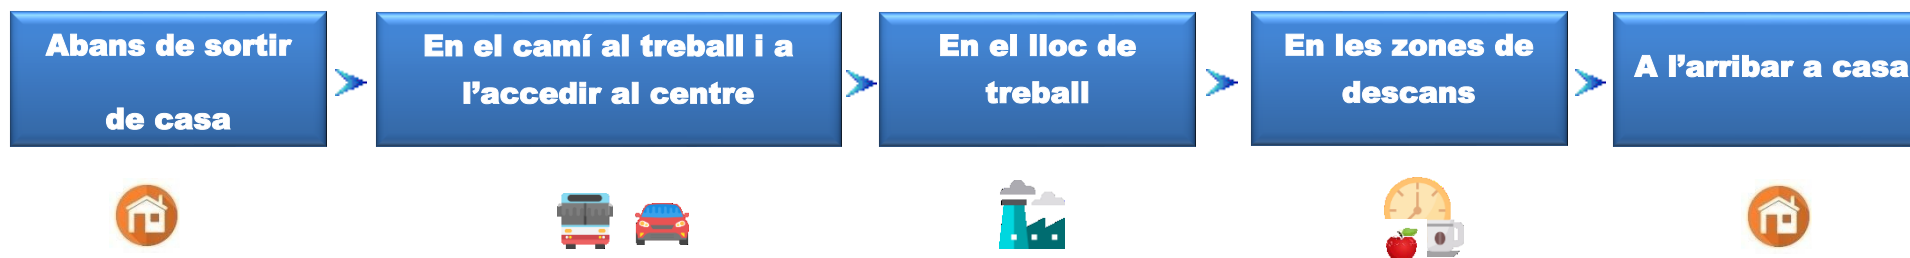 Abans de sortir
de casa
En el camí al treball i a
l’accedir al centre
En el lloc de
treball
En les zones de
descans
A l’arribar a casa